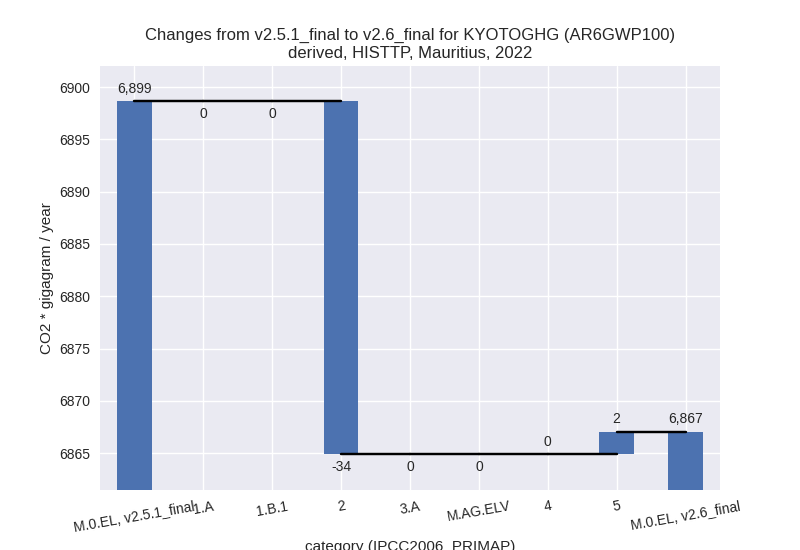 Changes from v2.5.1_final to v2.6_final for KYOTOGHG (AR6GWP100)
derived, HISTTP, Mauritius, 2022
CO2 * gigagram / year
6900
6895
6890
6885
6880
6875
6870
6865
6,899
0
0
-34
0
0
0
2
6,867
M.0.EL, v2.5.1_final
1.A
1.B.1
2
3.A
M.AG.ELV
4
5
M.0.EL, v2.6_final
category (IPCC2006_PRIMAP)